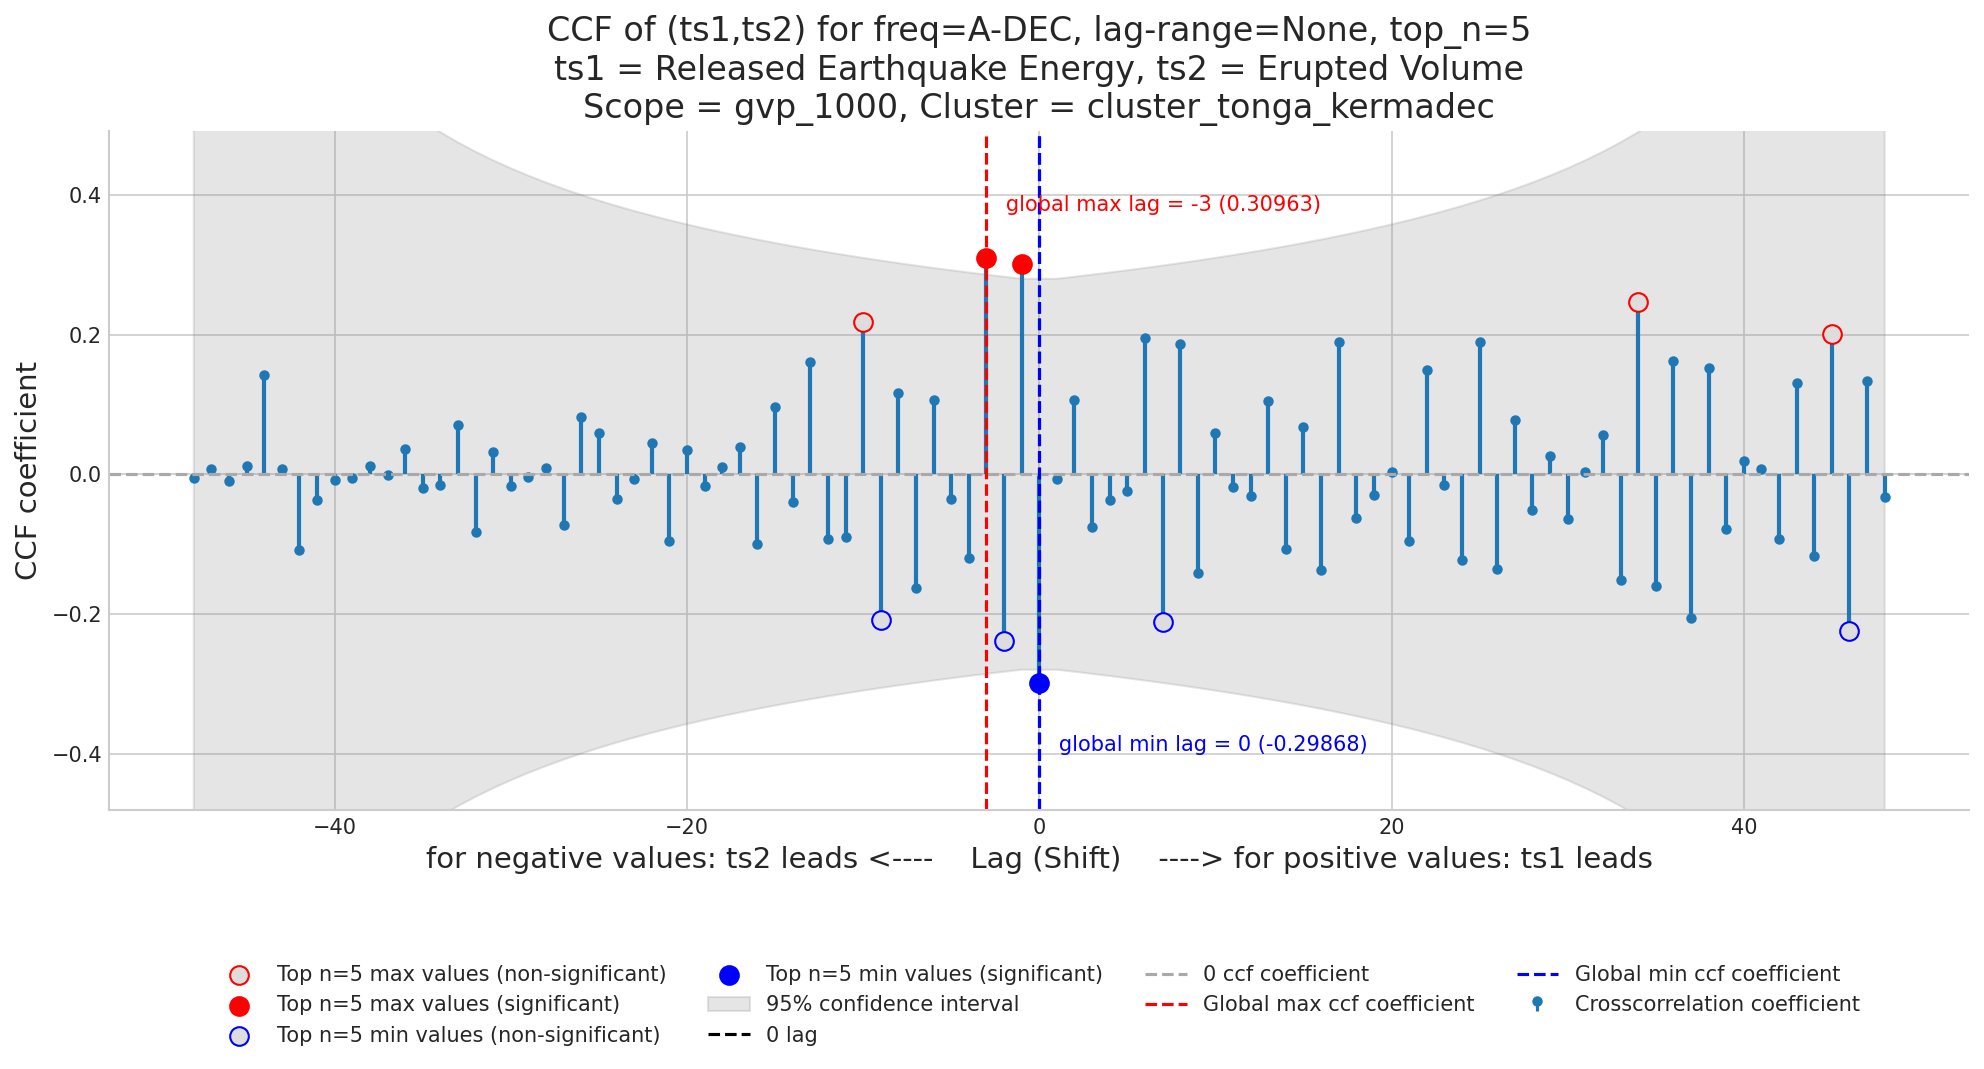 CCF of (ts1,ts2) for freq=A-DEC, lag-range=None, top_n=5
ts1 = Released Earthquake Energy, ts2 = Erupted Volume
Scope = gvp_1000, Cluster = cluster_tonga_kermadec
CCF coefficient
0.4
0.2
0.0
−0.2
−0.4
global max lag = -3 (0.30963)
global min lag = 0 (-0.29868)
−40
−20
0
20
40
for negative values: ts2 leads <---- Lag (Shift) ----> for positive values: ts1 leads
Top n=5 max values (non-significant)
Top n=5 max values (significant)
Top n=5 min values (non-significant)
Top n=5 min values (significant)
95% confidence interval
0 lag
0 ccf coefficient
Global max ccf coefficient
Global min ccf coefficient
Crosscorrelation coefficient